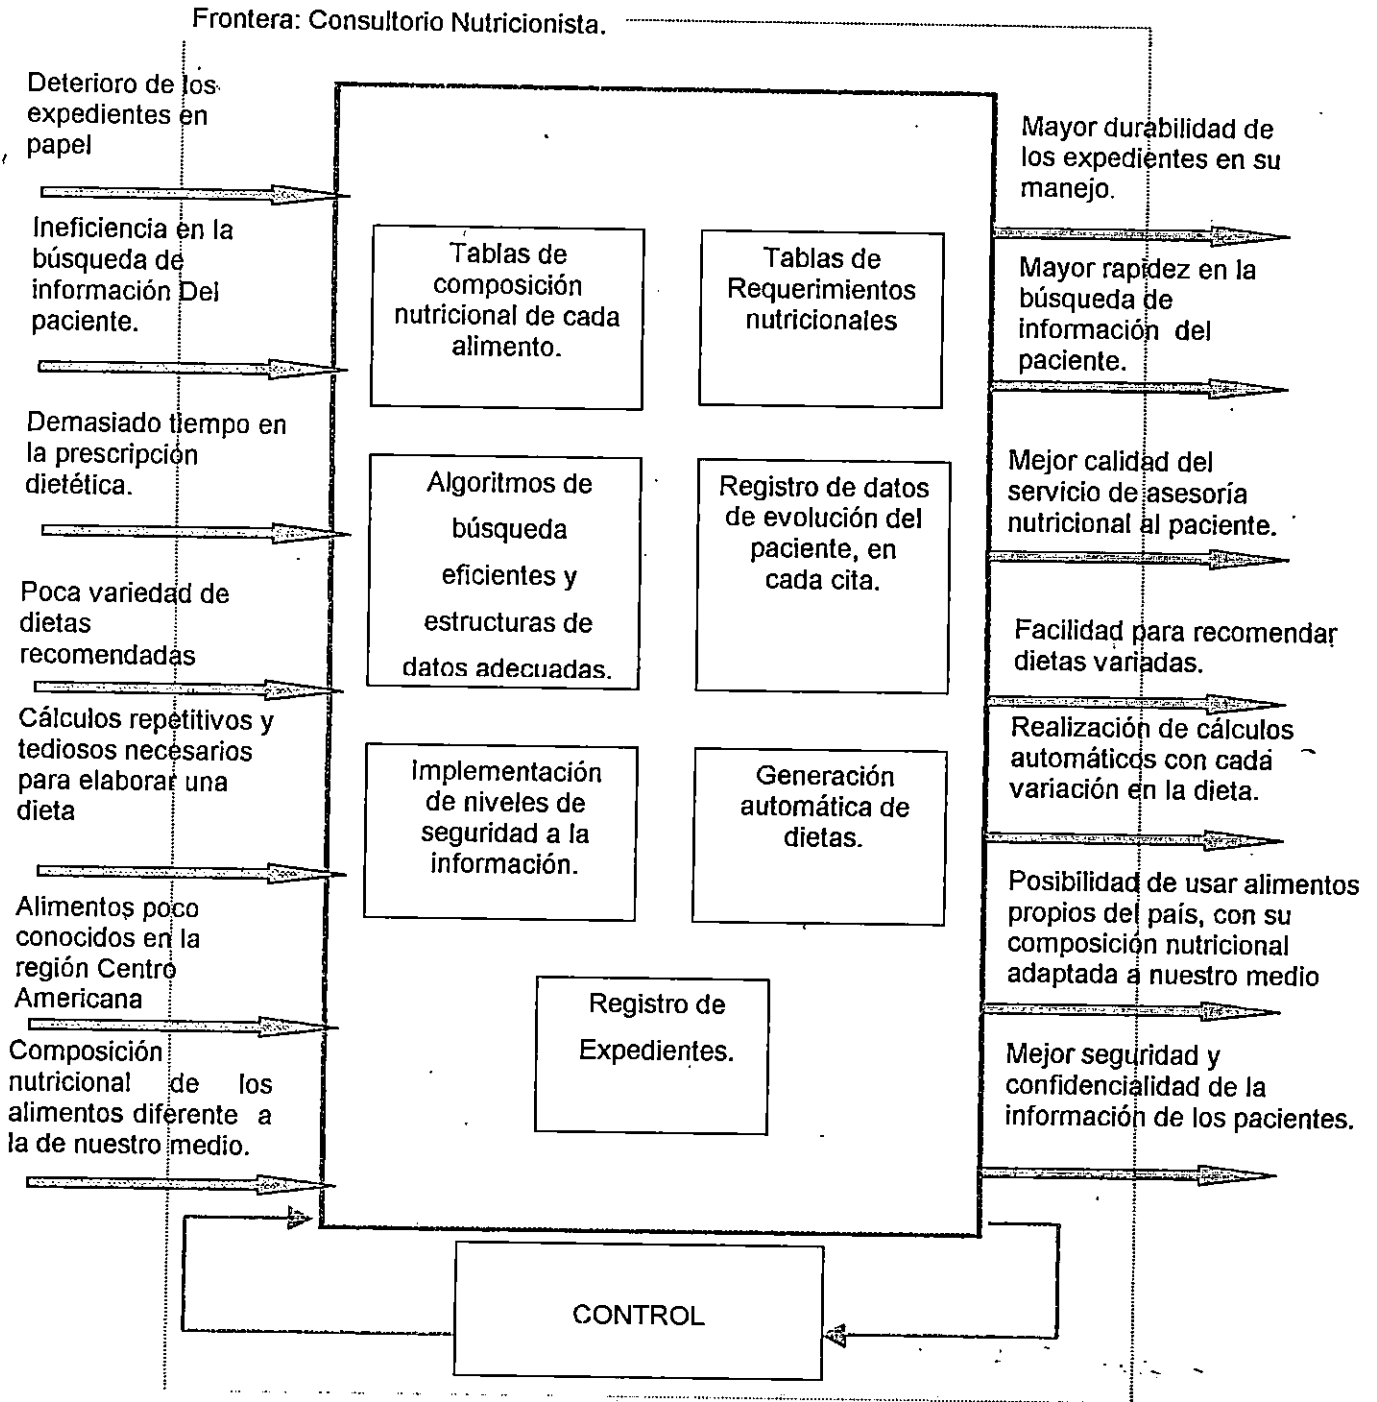 Frontera: Consultorio Nutricionista.
Deterioro de los
expedientes en
papel
Ineficiencia en la
búsqueda de
información Del
paciente.
Demasiado tiempo en
la prescripción
dietética.
Poca variedad de
dietas
recomendadas
Cálculos repetitivos y
tediosos necesarios
para elaborar una
dieta
Alimentos poco
conocidos en la
región Centro
Americana
Composición
nutricional de los
alimentos diferente a
la de nuestro medio.
Tablas de
composición
nutricional de cada
alimento.
Tablas de
Requerimientos
nutricionales
Algoritmos de
búsqueda
eficientes y
estructuras de
datos adecuadas.
Registro de datos
de evolución del
paciente, en
cada cita.
Implementación
de niveles de
seguridad a la
información.
Generación
automática de
dietas.
Registro de
Expedientes.
CONTROL
Mayor durabilidad de
los expedientes en su
manejo.
Mayor rapidez en la
búsqueda de
información del
paciente.
Mejor calidad del
servicio de asesoría
nutricional al paciente.
Facilidad para recomendar
dietas variadas.
Realización de cálculos
automáticos con cada
variación en la dieta.
Posibilidad de usar alimentos
propios del país, con su
composición nutricional
adaptada a nuestro medio
Mejor seguridad y
confidencialidad de la
información de los pacientes.